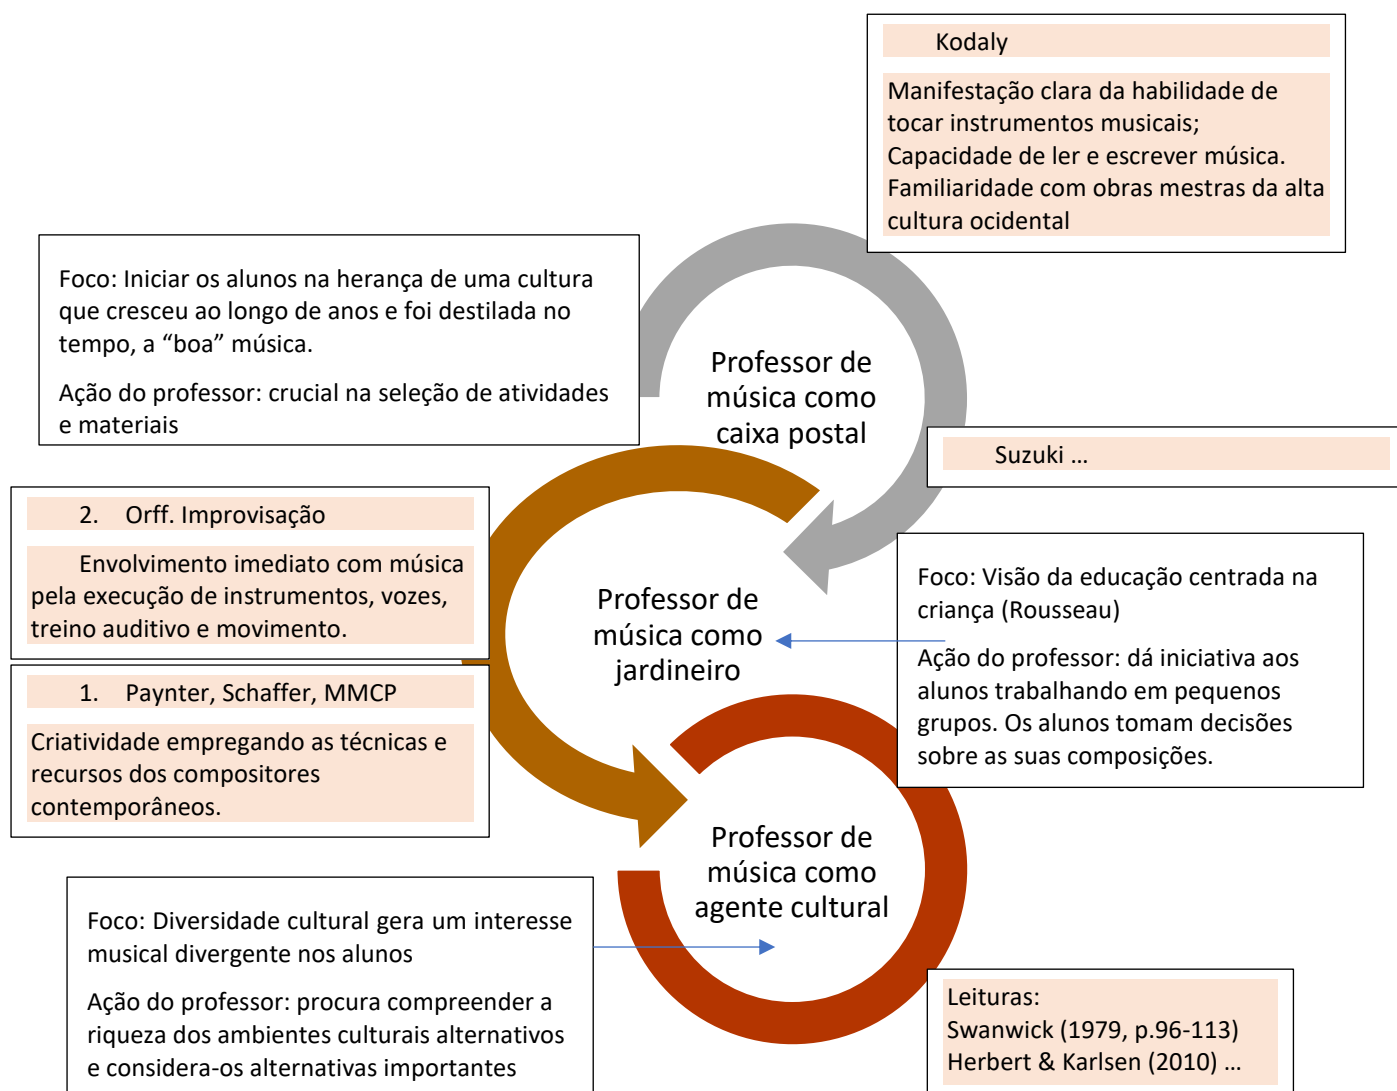 Kodaly
Manifestação clara da habilidade de
tocar instrumentos musicais;
Capacidade de ler e escrever música.
Familiaridade com obras mestras da alta
cultura ocidental
Foco: Iniciar os alunos na herança de uma cultura
que cresceu ao longo de anos e foi destilada no
tempo, a “boa” música.
Ação do professor: crucial na seleção de atividades
e materiais
Professor de
música como
caixa postal
Suzuki ...
2. Orff. Improvisação
Envolvimento imediato com música
pela execução de instrumentos, vozes,
treino auditivo e movimento.
Professor de
música como
jardineiro
Foco: Visão da educação centrada na
criança (Rousseau)
Ação do professor: dá iniciativa aos
alunos trabalhando em pequenos
grupos. Os alunos tomam decisões
sobre as suas composições.
1. Paynter, Schaffer, MMCP
Criatividade empregando as técnicas e
recursos dos compositores
contemporâneos.
Professor de
música como
agente cultural
Foco: Diversidade cultural gera um interesse
musical divergente nos alunos
Ação do professor: procura compreender a
riqueza dos ambientes culturais alternativos
e considera-os alternativas importantes
Leituras:
Swanwick (1979, p.96-113)
Herbert & Karlsen (2010) ...